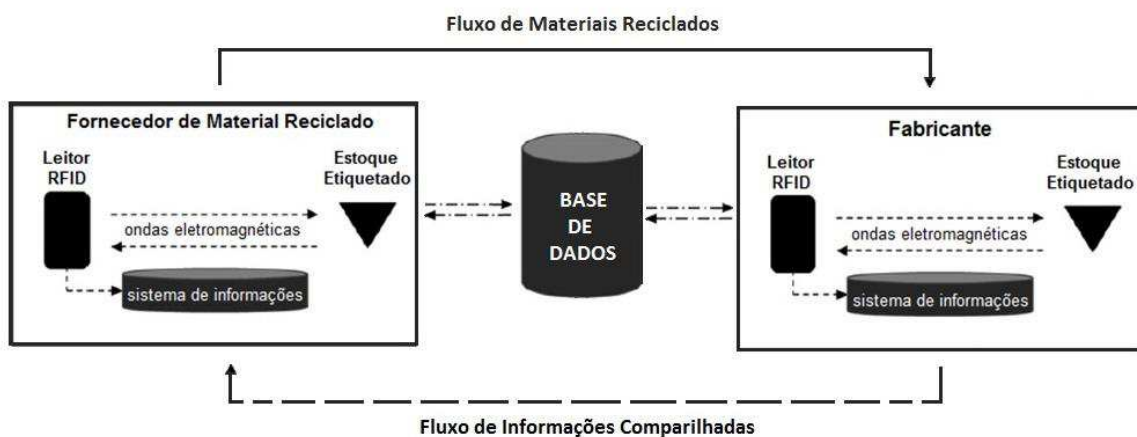 Fluxo de Materiais Reciclados
Fornecedor de Material Reciclado
Leitor
RFID
Estoque
Etiquetado
ondas eletromagnéticas
sistema de informações
BASE
DE
DADOS
Fabricante
Leitor
RFID
Estoque
Etiquetado
ondas eletromagnéticas
sistema de informações
Fluxo de Informações Comparilhadas